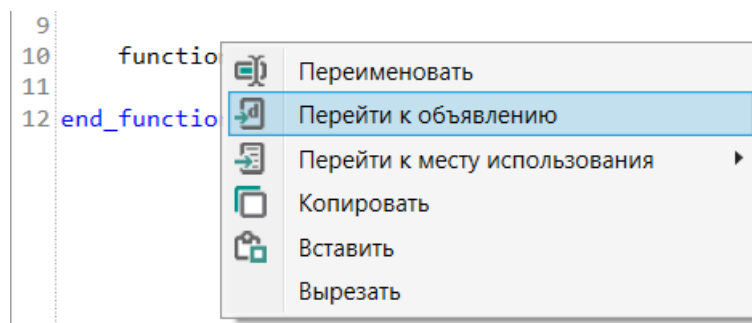 9
10 functio
Переименовать
11
12 end_functio
Перейти к объявлению
Перейти к месту использования
Копировать
Вставить
Вырезать